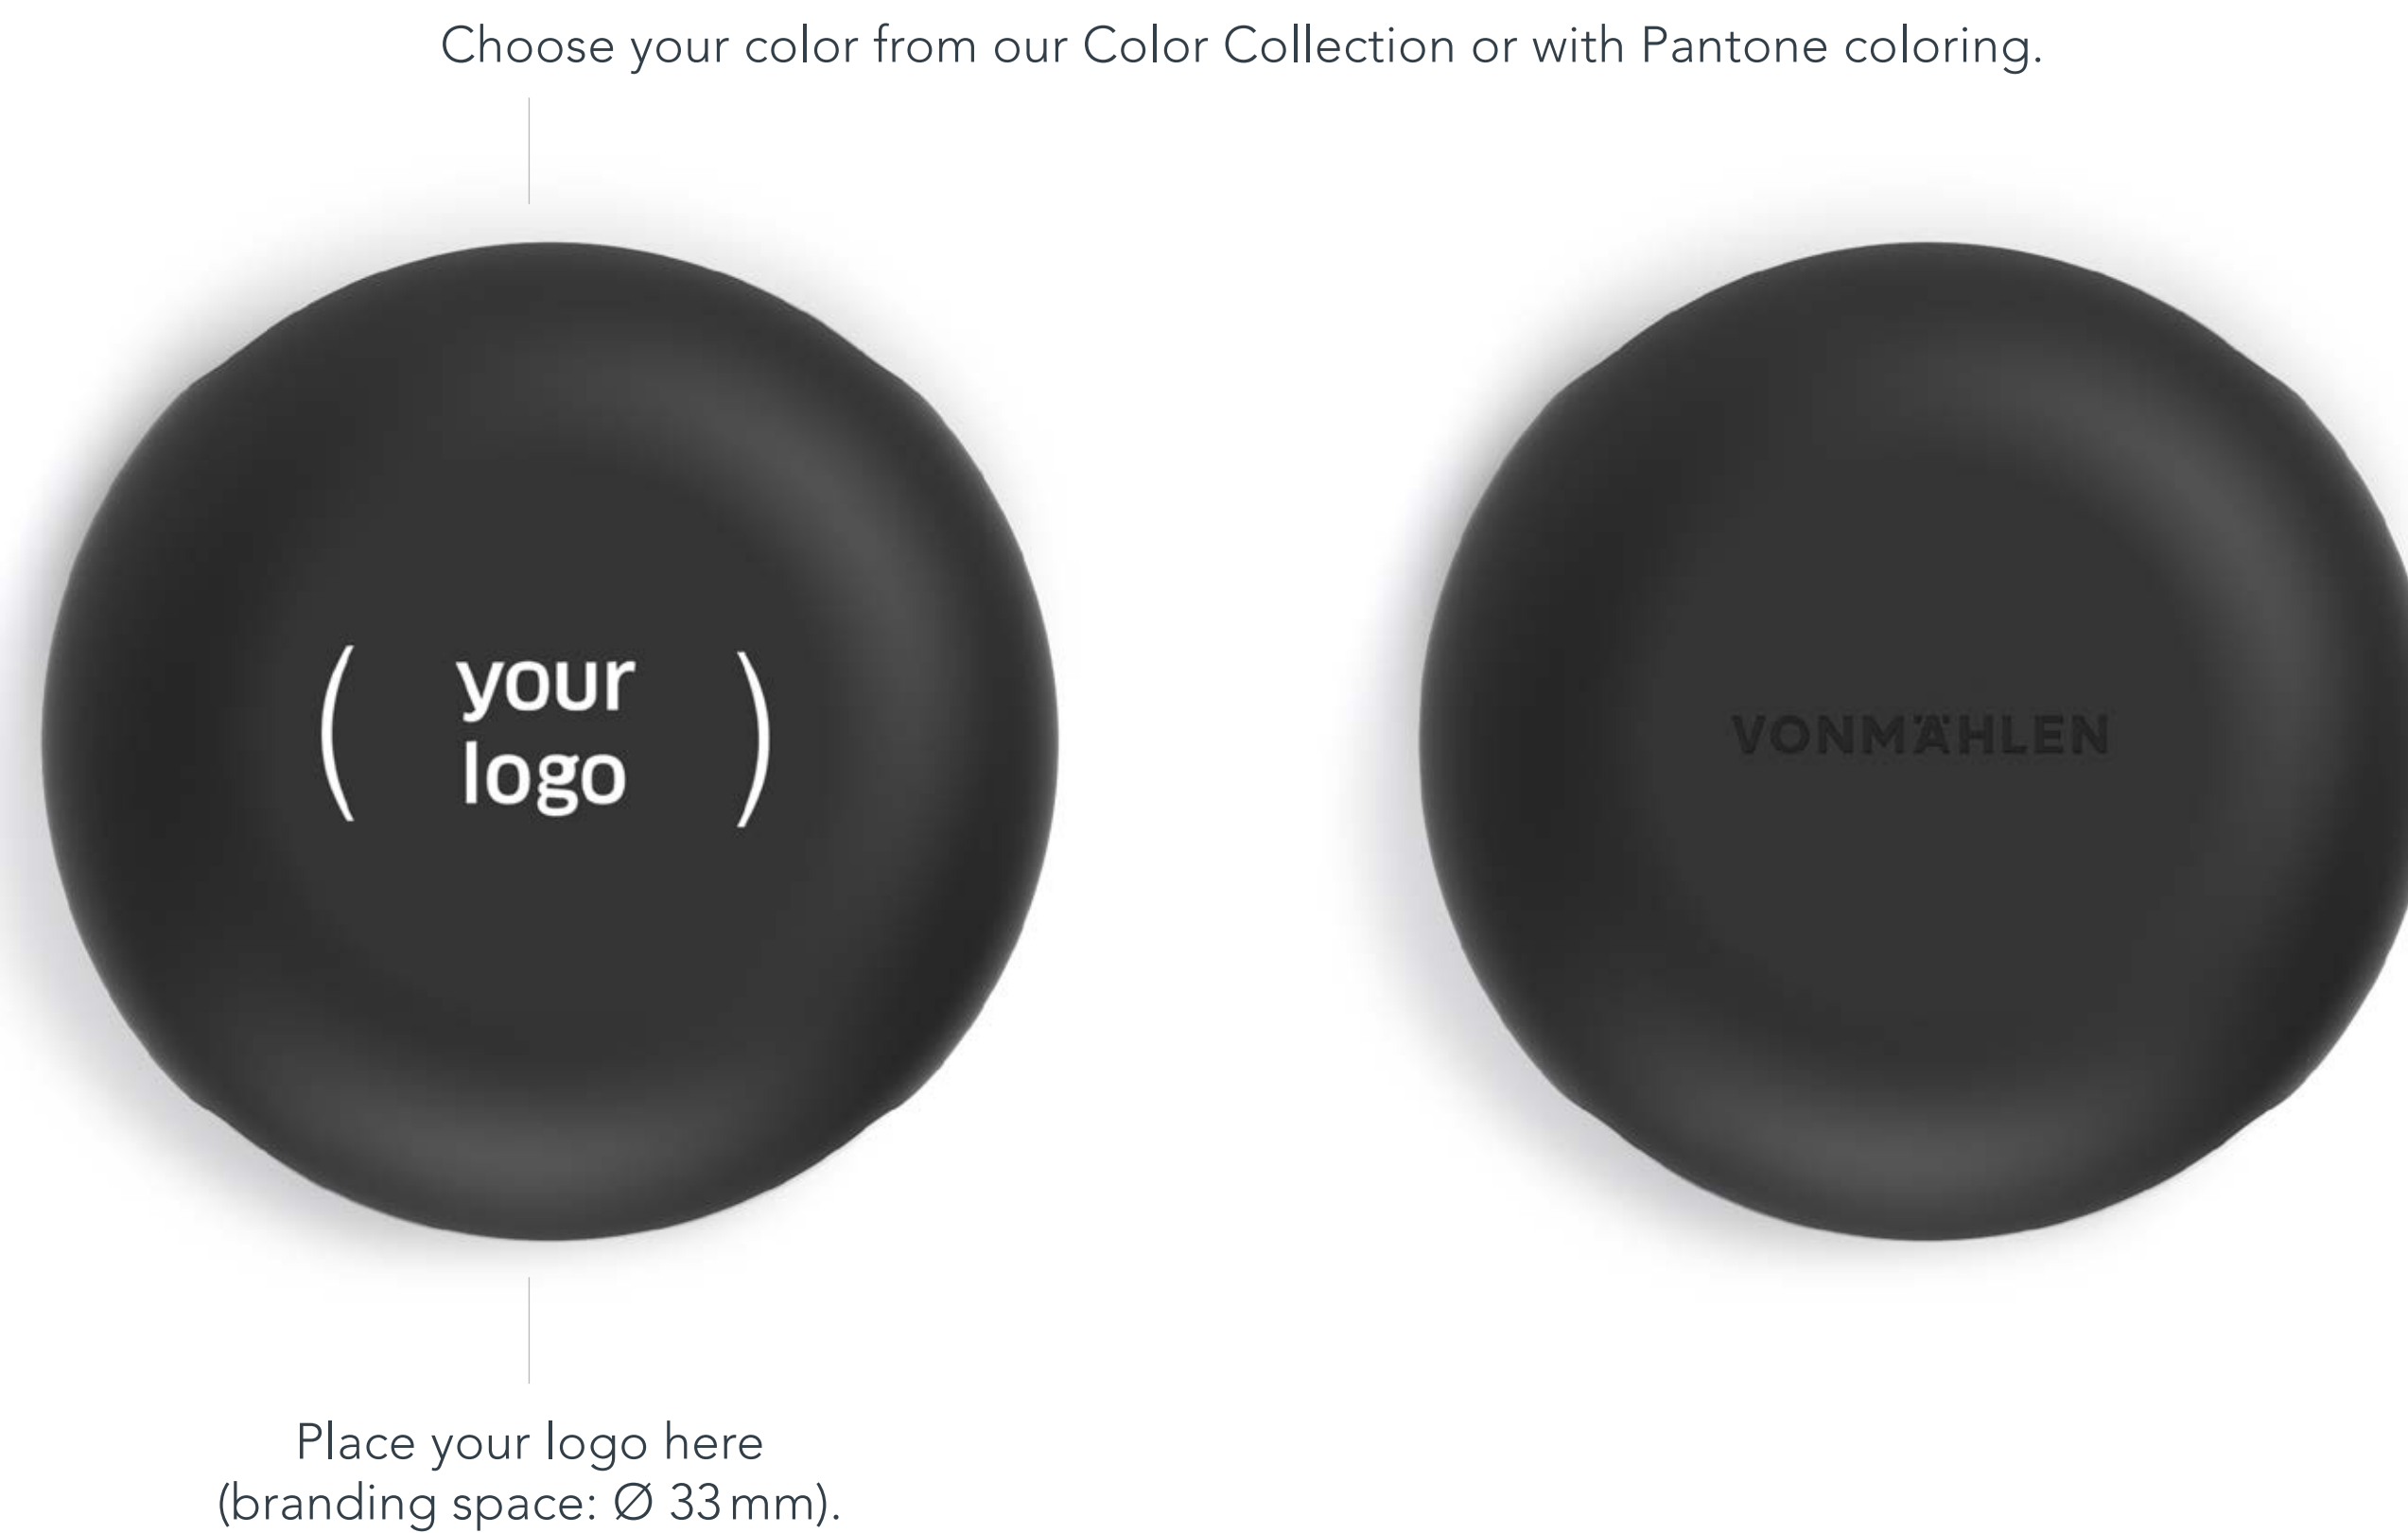 Choose your color from our Color Collection or with Pantone coloring.
( your
logo )
VONMÄHLEN
Place your logo here
(branding space: Ø 33 mm).